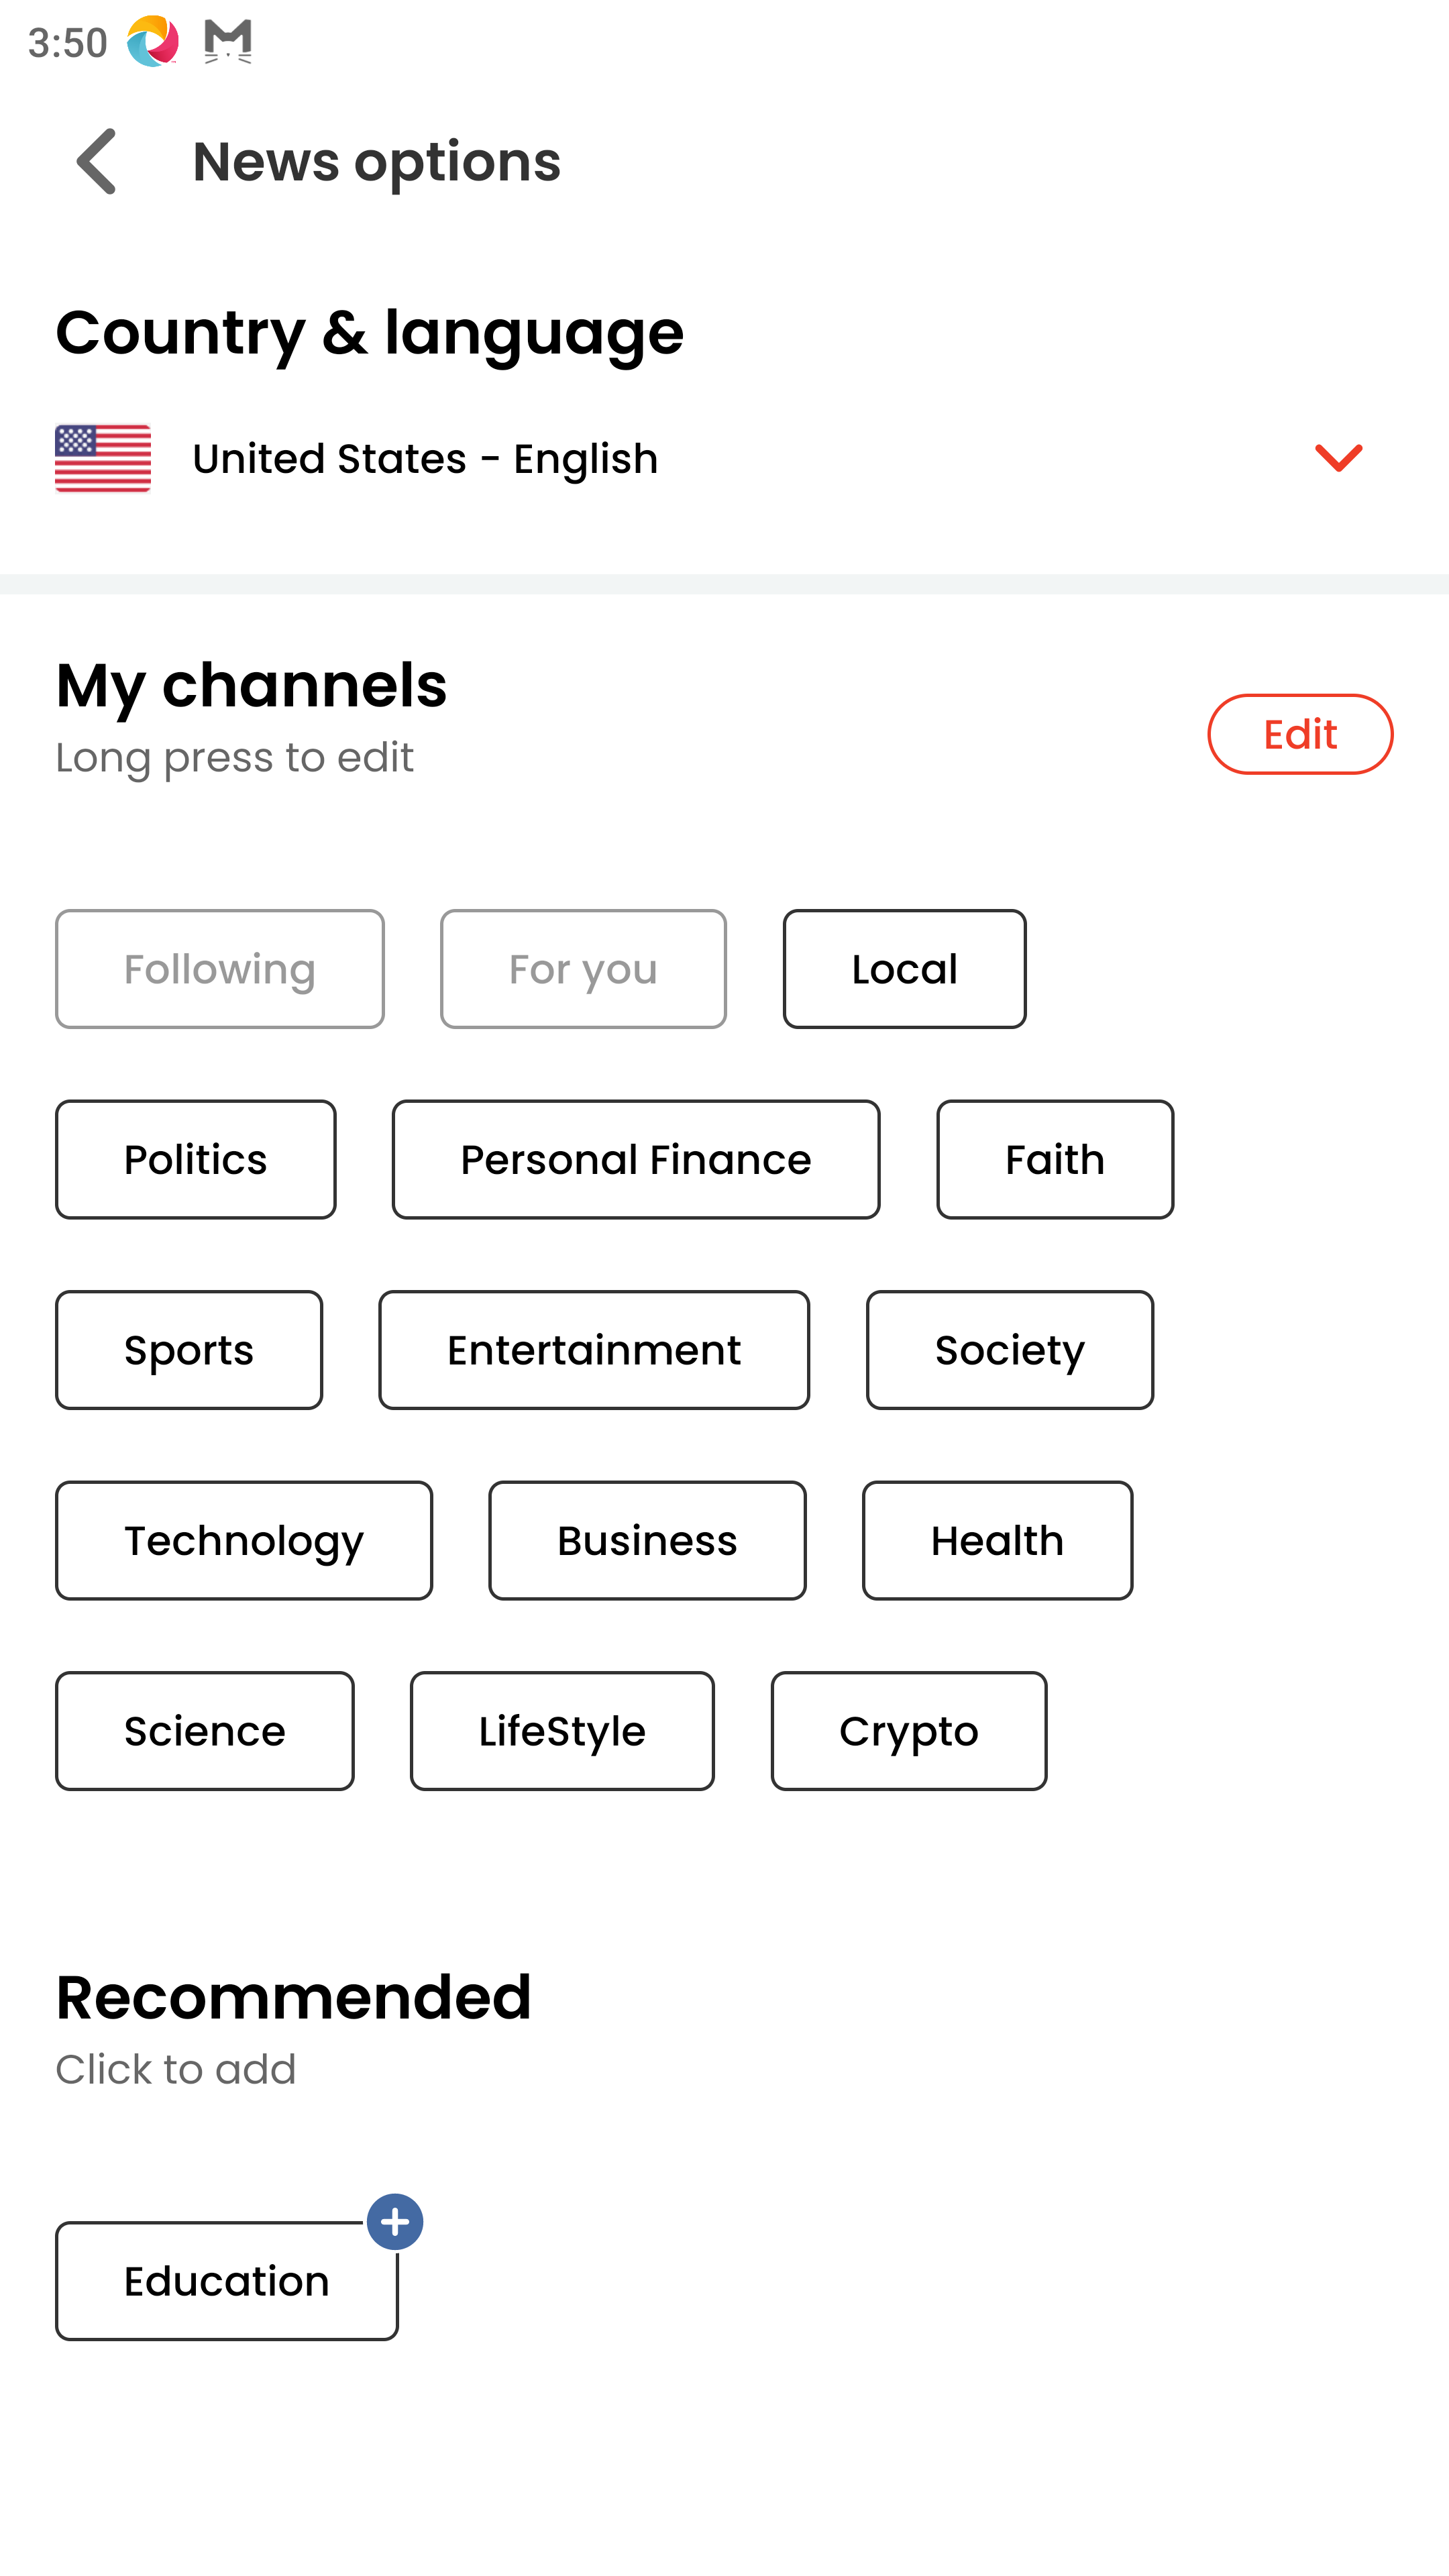 3:50
News options
Country & language
United States - English
My channels
Long press to edit
Edit
Following For you Local
Politics Personal Finance Faith
Sports Entertainment Society
Technology Business Health
Science LifeStyle Crypto
Recommended
Click to add
Education